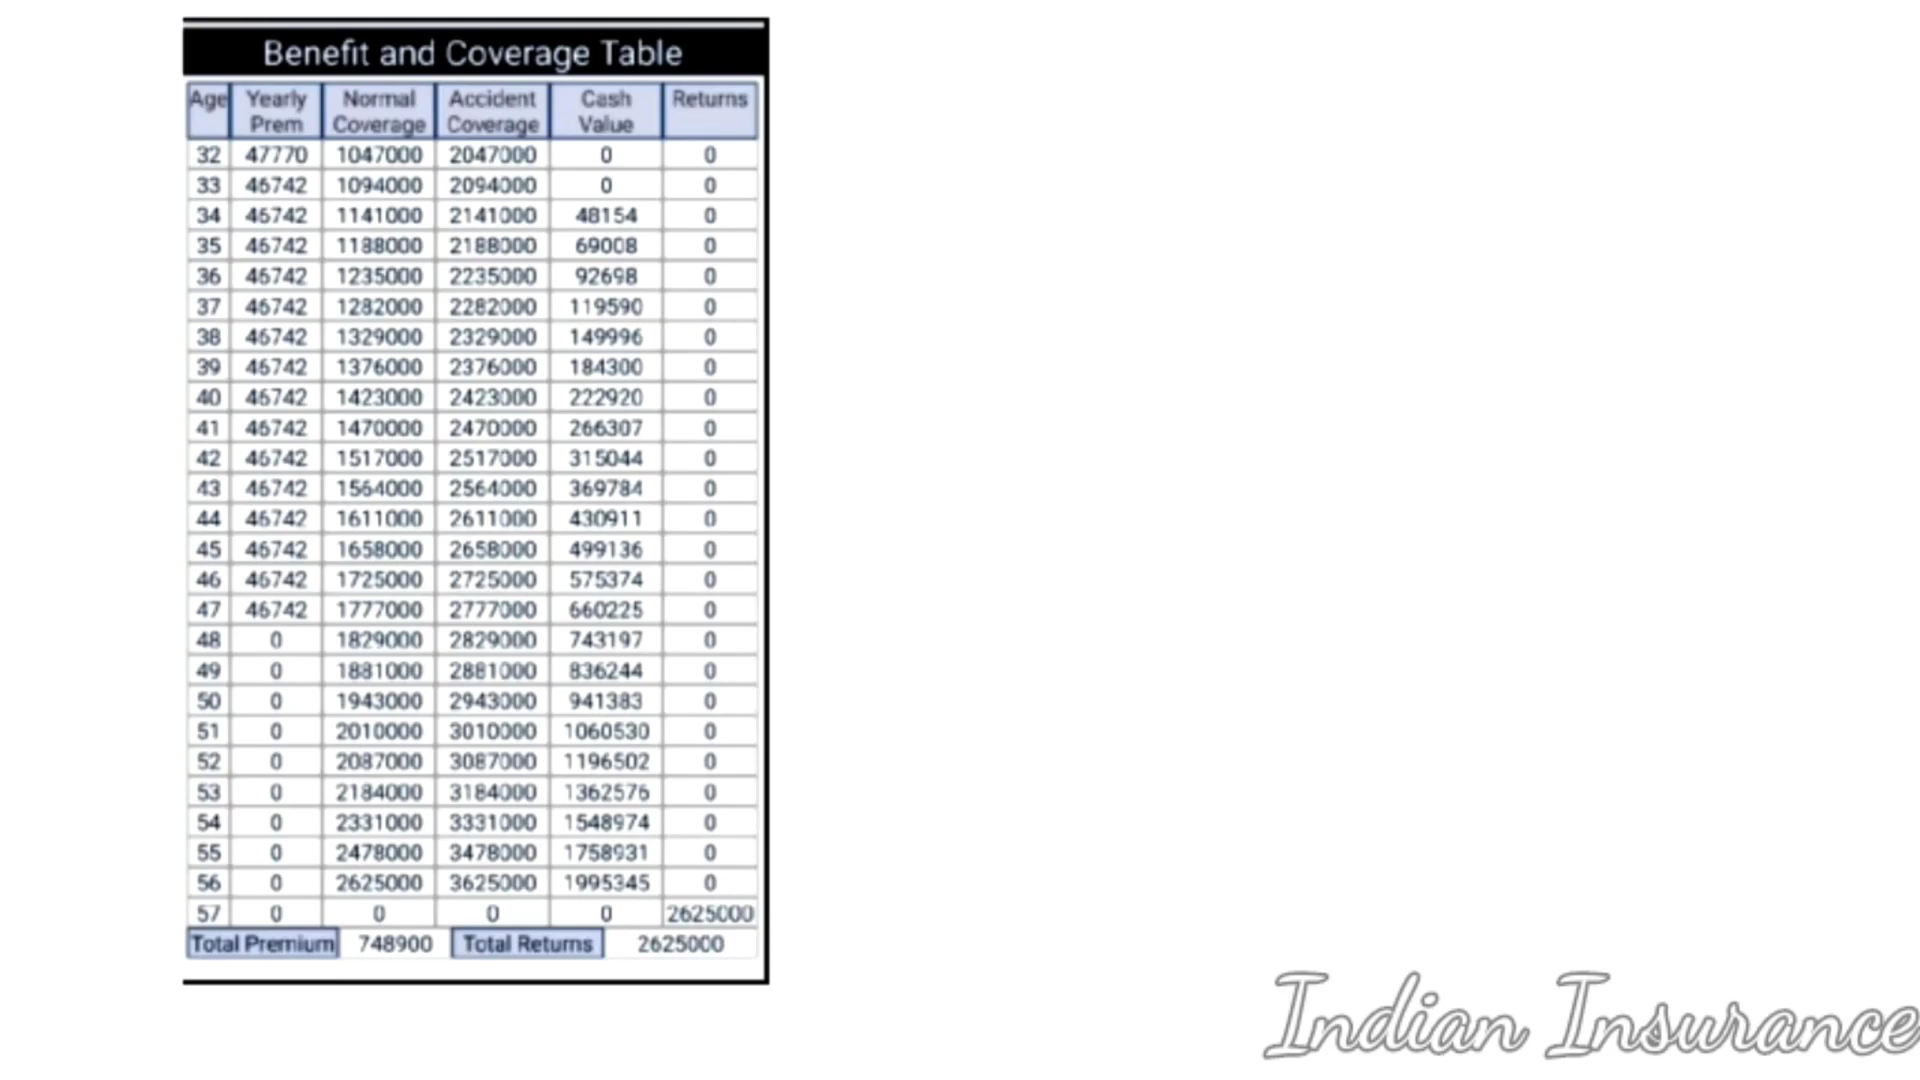 Benefit and Coverage Table
Age Yearly Prem Normal Coverage Accident Coverage Cash Value Returns
32 47770 1047000 2047000 0 0
33 46742 1094000 2094000 0 0
34 46742 1141000 2141000 48154 0
35 46742 1188000 2188000 69008 0
36 46742 1235000 2235000 92698 0
37 46742 1282000 2282000 119590 0
38 46742 1329000 2329000 149996 0
39 46742 1376000 2376000 184300 0
40 46742 1423000 2423000 222920 0
41 46742 1470000 2470000 266307 0
42 46742 1517000 2517000 315044 0
43 46742 1564000 2564000 369784 0
44 46742 1611000 2611000 430911 0
45 46742 1658000 2658000 499136 0
46 46742 1725000 2725000 575374 0
47 46742 1777000 2777000 660225 0
48 0 1829000 2829000 743197 0
49 0 1881000 2881000 836244 0
50 0 1943000 2943000 941383 0
51 0 2010000 3010000 1060530 0
52 0 2087000 3087000 1196502 0
53 0 2184000 3184000 1362576 0
54 0 2331000 3331000 1548974 0
55 0 2478000 3478000 1758931 0
56 0 2625000 3625000 1995345 0
57 0 0 0 0 2625000
Total Premium 748900 Total Returns 2625000
Indian Insurance